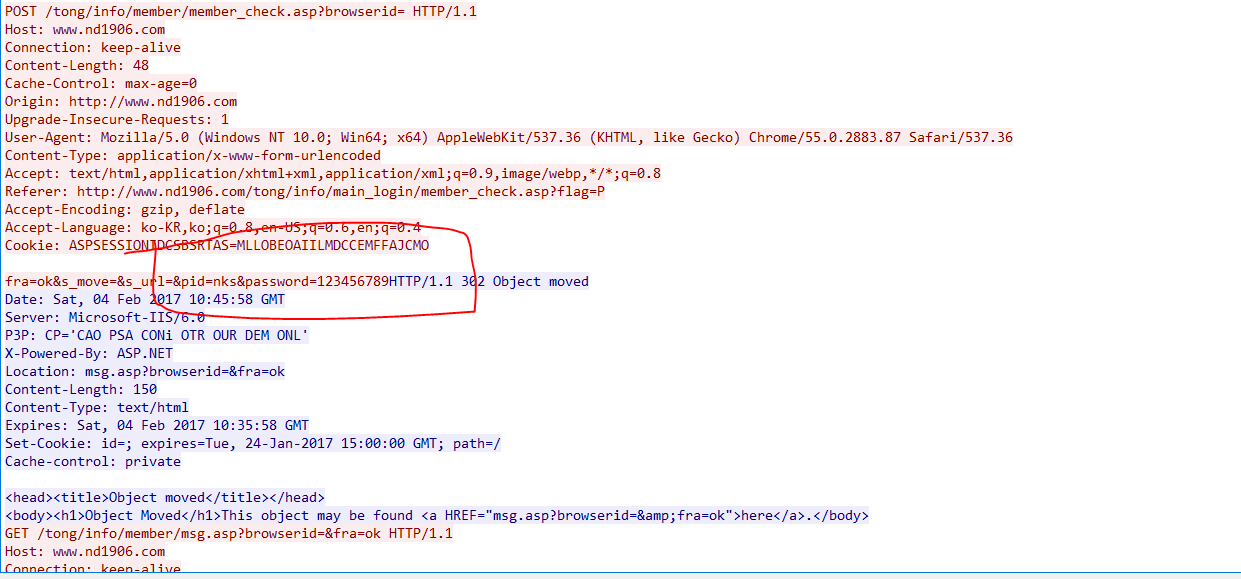 POST /tong/info/member/member_check.asp?browserid= HTTP/1.1
Host: www.nd1906.com
Connection: keep-alive
Content-Length: 48
Cache-Control: max-age=0
Origin: http://www.nd1906.com
Upgrade-Insecure-Requests: 1
User-Agent: Mozilla/5.0 (Windows NT 10.0; Win64; x64) AppleWebKit/537.36 (KHTML, like Gecko) Chrome/55.0.2883.87 Safari/537.36
Content-Type: application/x-www-form-urlencoded
Accept: text/html,application/xhtml+xml,application/xml;q=0.9,image/webp,*/*;q=0.8
Referer: http://www.nd1906.com/tong/info/main_login/member_check.asp?flag=P
Accept-Encoding: gzip, deflate
Accept-Language: ko-KR,ko;q=0.8,en-US;q=0.6,en;q=0.4
Cookie: ASPSESSIONIDCSBSRTAS=MLLOBEOAIILMDCCEMFFAJCMO
fra=ok&s_move=&s_url=&pid=nks&password=123456789HTTP/1.1 302 Object moved
Date: Sat, 04 Feb 2017 10:45:58 GMT
Server: Microsoft-IIS/6.0
P3P: CP='CAO PSA CONi OTR OUR DEM ONL'
X-Powered-By: ASP.NET
Location: msg.asp?browserid=&fra=ok
Content-Length: 150
Content-Type: text/html
Expires: Sat, 04 Feb 2017 10:35:58 GMT
Set-Cookie: id=; expires=Tue, 24-Jan-2017 15:00:00 GMT; path=/
Cache-control: private
<head><title>Object moved</title></head>
<body><h1>Object Moved</h1>This object may be found <a HREF="msg.asp?browserid=&amp;fra=ok">here</a>.</body>
GET /tong/info/member/msg.asp?browserid=&fra=ok HTTP/1.1
Host: www.nd1906.com
Connection: keep-alive